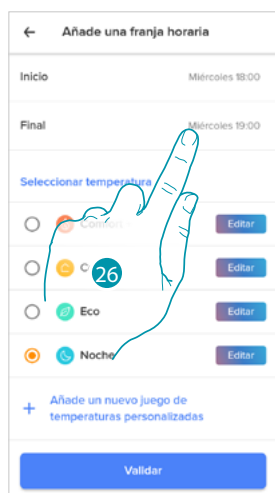 Añade una franja horaria
Inicio Miércoles 18:00
Final Miércoles 19:00
Seleccionar temperatura
Confort Editar
C Editar
26
Eco Editar
Noche Editar
+ Añade un nuevo juego de
temperaturas personalizadas
Validar